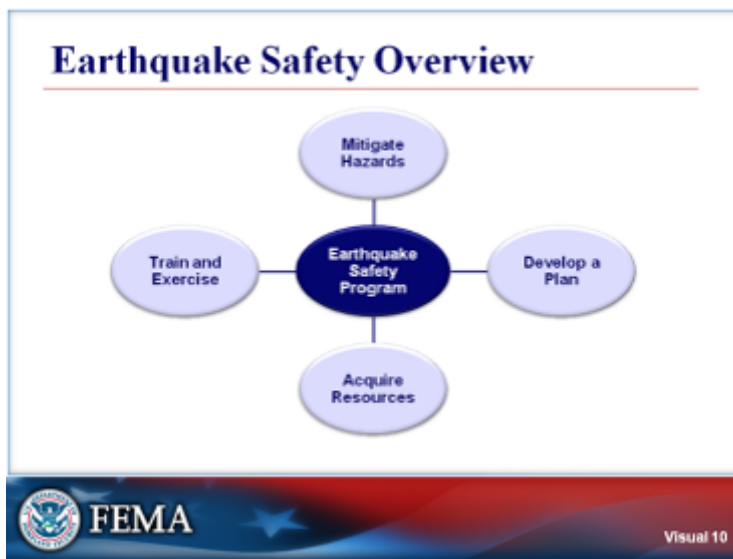 Earthquake Safety Overview
Mitigate
Hazards
Train and
Exercise
Earthquake
Safety
Program
Develop a
Plan
Acquire
Resources
FEMA
Visual 10